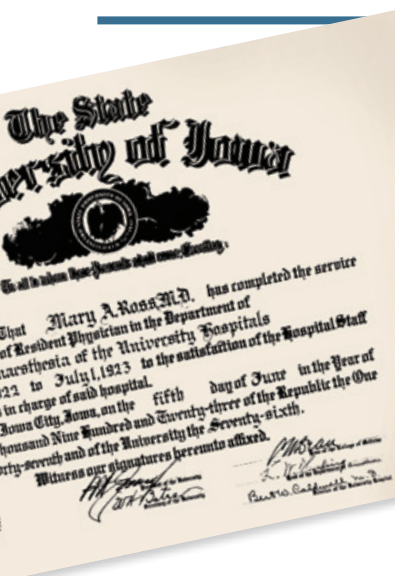 The State
ersity of Iowa
To all to whom these Presents shall come, Greeting:
That Mary A. Ross M.D. has completed the service
of Resident Physician in the Department of
naesthesia of the University Hospitals
22 to July 1, 1923 to the satisfaction of the Hospital Staff
in charge of said hospital.
Iowa City, Iowa, on the fifth day of June in the Year of
housand Nine Hundred and Twenty-three of the Republic the One
orty-seventh and of the University the Seventy-sixth.
Witness our signatures hereunto affixed.